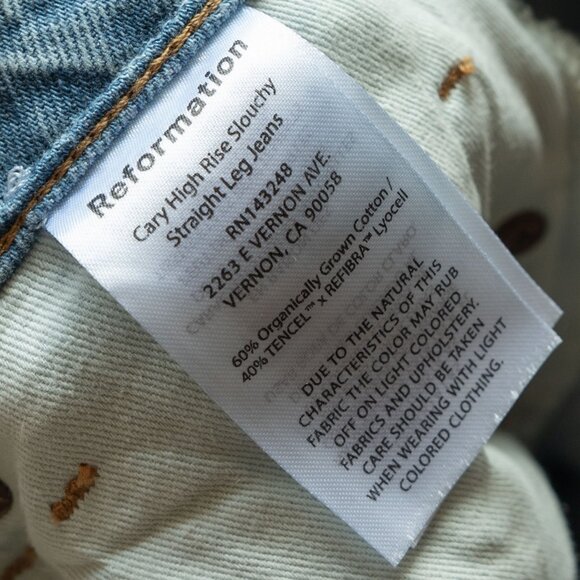 Reformation
Cary High Rise Slouchy
Straight Leg Jeans
RN143248
2263 E VERNON AVE.
VERNON, CA 90058
60% Organically Grown Cotton /
40% TENCEL™ x REFIBRA™ Lyocell
DUE TO THE NATURAL
CHARACTERISTICS OF THIS
FABRIC THE COLOR MAY RUB
OFF ON LIGHT COLORED
FABRICS AND UPHOLSTERY.
CARE SHOULD BE TAKEN
WHEN WEARING WITH LIGHT
COLORED CLOTHING.